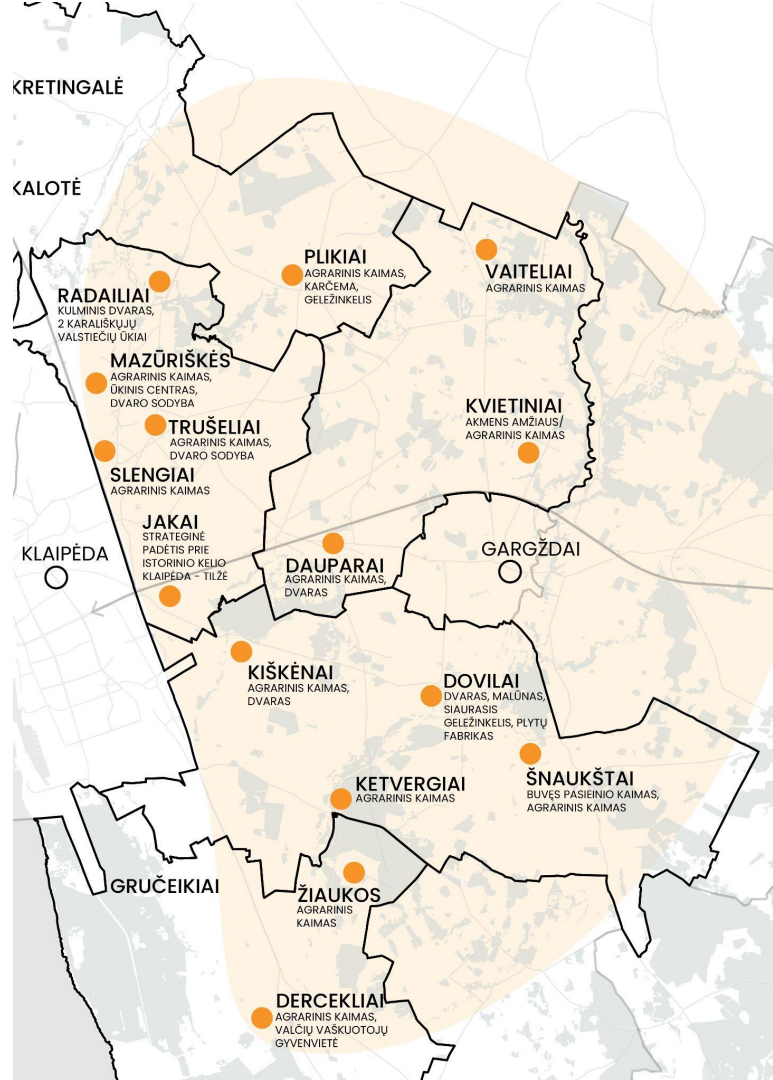 KRETINGALĖ
KALOTĖ
PLIKIAI
AGRARINIS KAIMAS,
KARČEMA,
GELEŽINKELIS
VAITELIAI
AGRARINIS KAIMAS
RADAILIAI
KULMINIS DVARAS,
2 KARALIŠKŲJŲ
VALSTIEČIŲ ŪKIAI
MAZŪRIŠKĖS
AGRARINIS KAIMAS,
ŪKINIS CENTRAS,
DVARO SODYBA
TRUŠELIAI
AGRARINIS KAIMAS,
DVARO SODYBA
KVIETINIAI
AKMENS AMŽIAUS/
AGRARINIS KAIMAS
SLENGIAI
AGRARINIS KAIMAS
JAKAI
STRATEGINĖ
PADĖTIS PRIE
ISTORINIO KELIO
KLAIPĖDA - TILŽĖ
KLAIPĖDA
DAUPARAI
AGRARINIS KAIMAS,
DVARAS
GARGŽDAI
KIŠKĖNAI
AGRARINIS KAIMAS,
DVARAS
DOVILAI
DVARAS, MALŪNAS,
SIAURASIS
GELEŽINKELIS, PLYTŲ
FABRIKAS
KETVERGIAI
AGRARINIS KAIMAS
ŠNAUKŠTAI
BUVĘS PASIENIO KAIMAS,
AGRARINIS KAIMAS
GRUČEIKIAI
ŽIAUKOS
AGRARINIS
KAIMAS
DERCEKLIAI
AGRARINIS KAIMAS,
VALČIŲ VAŠKUOTOJŲ
GYVENVIETĖ